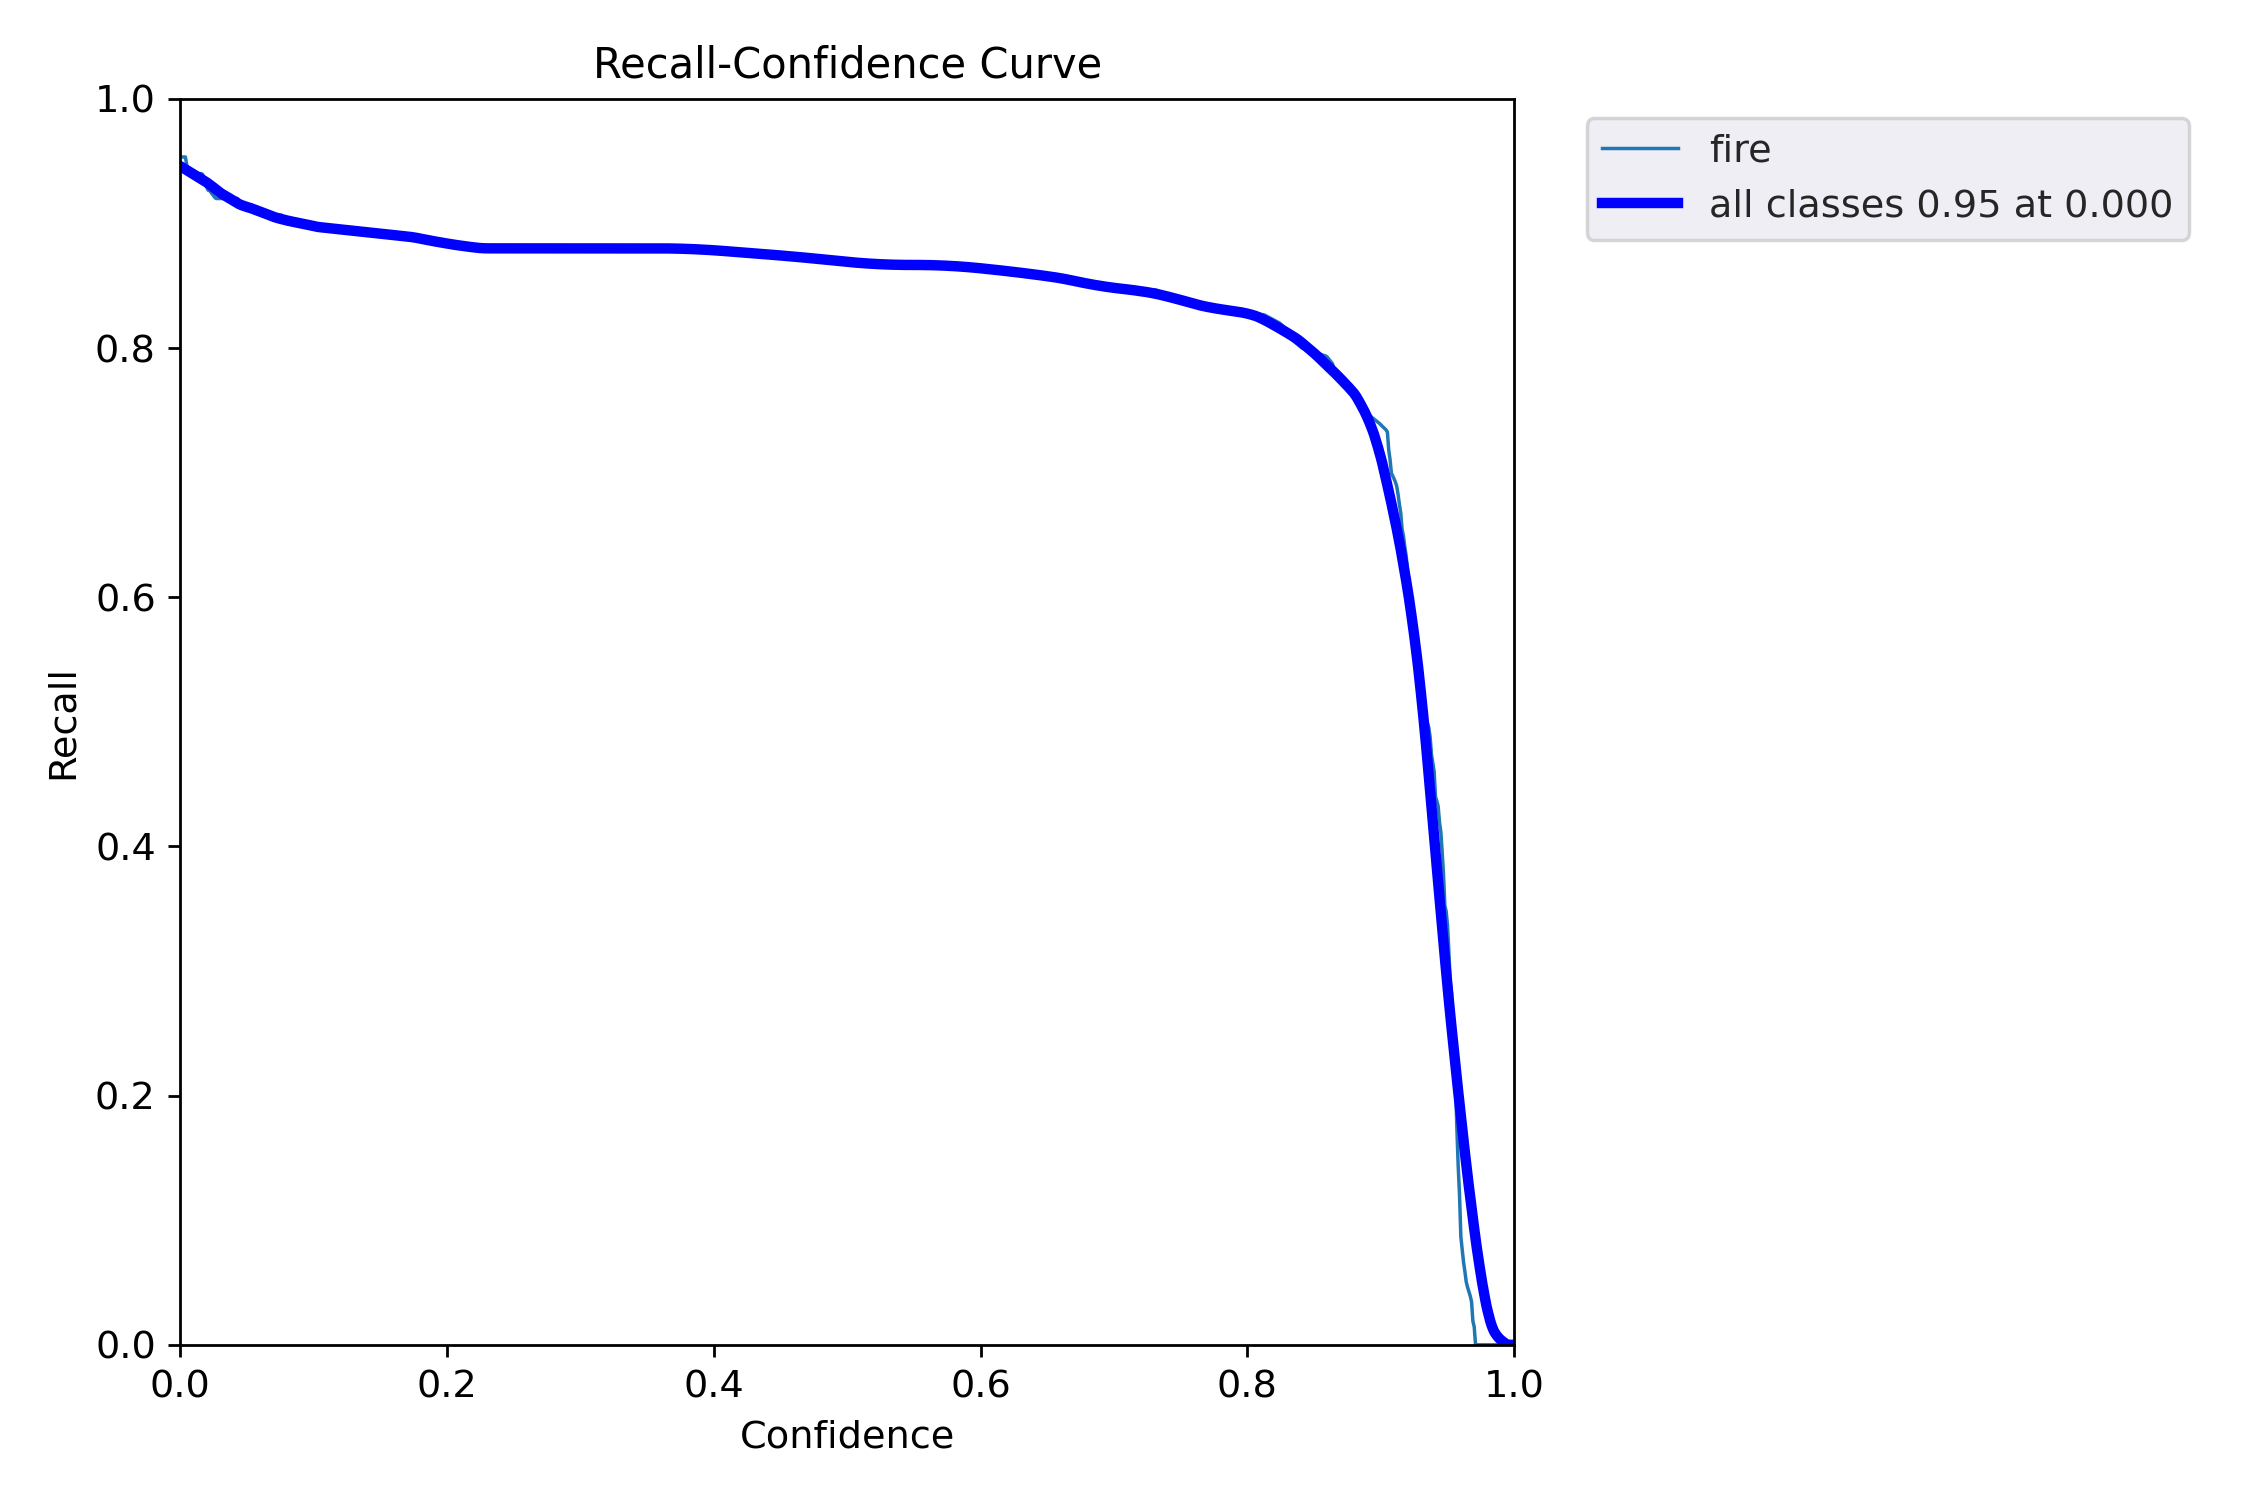 Recall-Confidence Curve
1.0
0.8
0.6
0.4
0.2
0.0
Recall
0.0 0.2 0.4 0.6 0.8 1.0
Confidence
fire
all classes 0.95 at 0.000